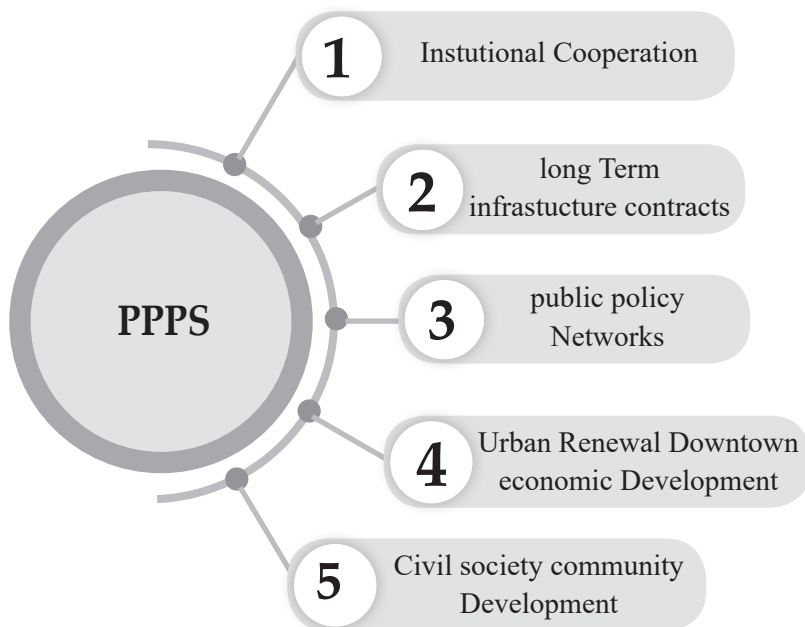 PPPS
1
Instutional Cooperation
2
long Term
infrastucture contracts
3
public policy
Networks
4
Urban Renewal Downtown
economic Development
5
Civil society community
Development